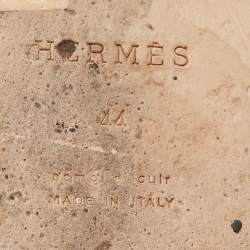 HERMÈS
44
semelle cuir
MADE IN ITALY